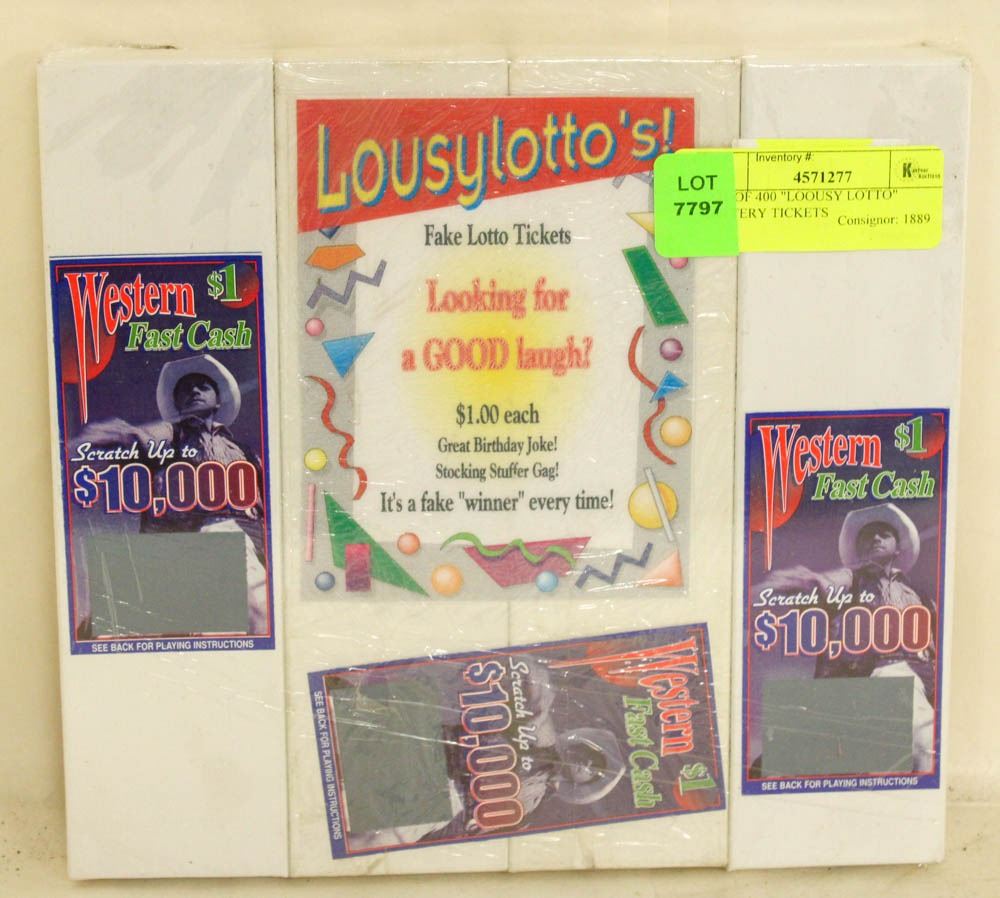 Lousylotto's!
Fake Lotto Tickets
Looking for
a GOOD laugh?
$1.00 each
Great Birthday Joke!
Stocking Stuffer Gag!
It's a fake "winner" every time!
LOT
7797
Inventory #:
4571277
OF 400 "LOOUSY LOTTO"
TERY TICKETS
Consignor: 1889
Western $1
Fast Cash
Scratch Up to
$10,000
SEE BACK FOR PLAYING INSTRUCTIONS
Western $1
Fast Cash
Scratch Up to
$10,000
SEE BACK FOR PLAYING INSTRUCTIONS
Western $1
Fast Cash
Scratch Up to
$10,000
SEE BACK FOR PLAYING INSTRUCTIONS